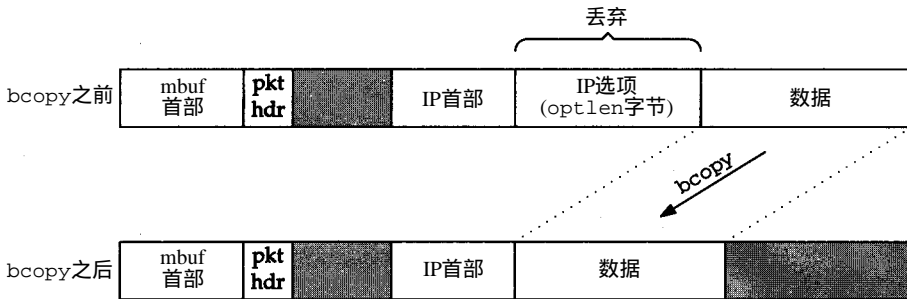 丢弃
bcopy之前
mbuf
首部
pkt
hdr
IP首部
IP选项
(optlen字节)
数据
bcopy
bcopy之后
mbuf
首部
pkt
hdr
IP首部
数据